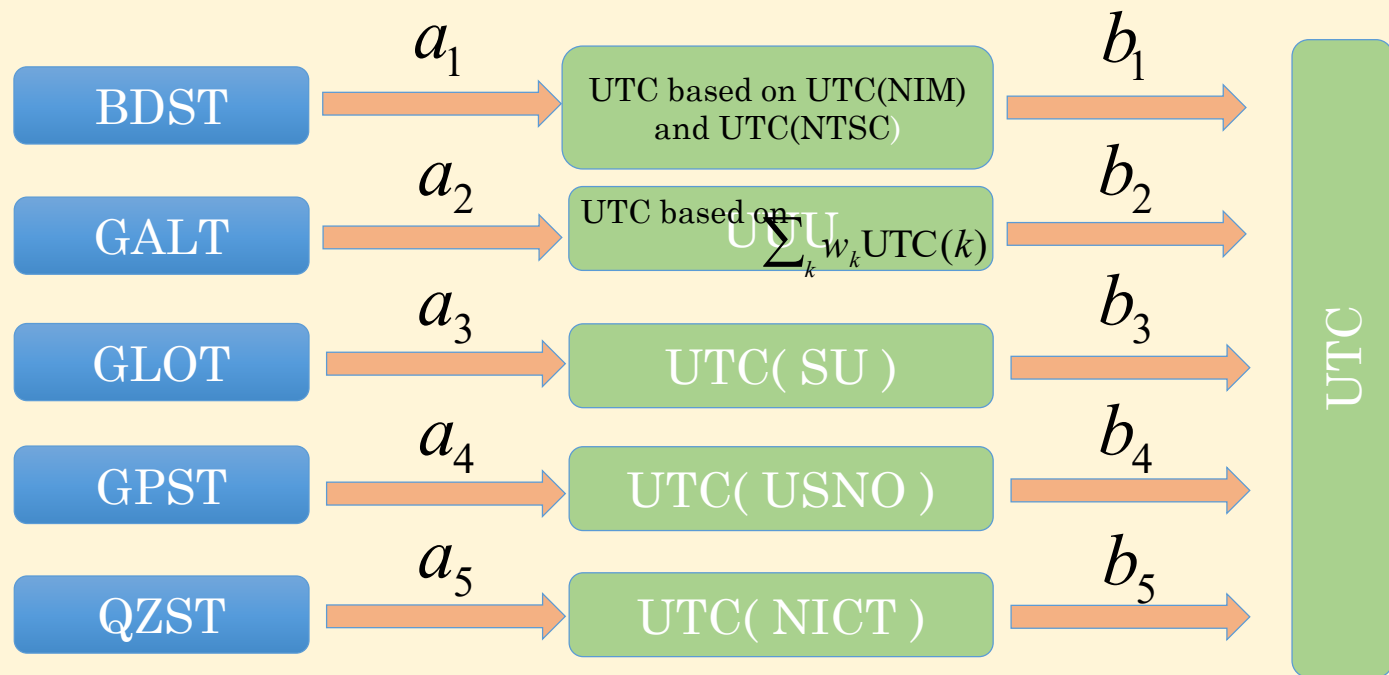 a₁
b₁
BDST
UTC based on UTC(NIM)
and UTC(NTSC)
a₂
b₂
GALT
UTC based on
UUU
∑ₖ wₖUTC(k)
a₃
b₃
GLOT
UTC( SU )
a₄
b₄
GPST
UTC( USNO )
a₅
b₅
QZST
UTC( NICT )
UTC